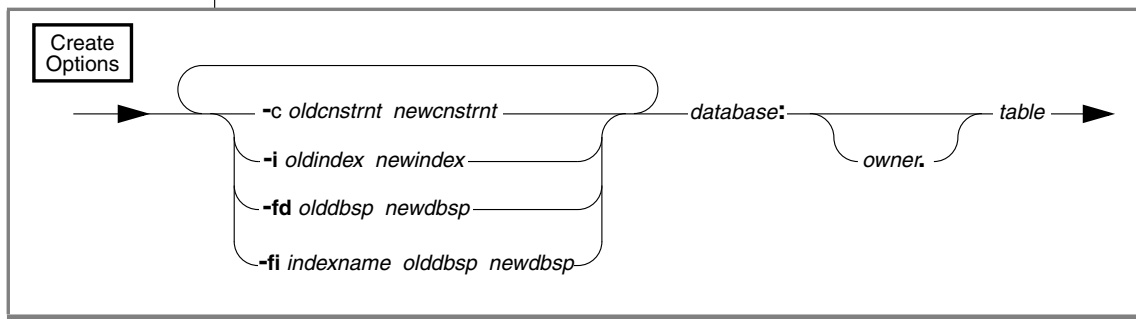 Create
Options
-c oldcnstrnt newcnstrnt database: table
-i oldindex newindex owner.
-fd olddbsp newdbsp
-fi indexname olddbsp newdbsp